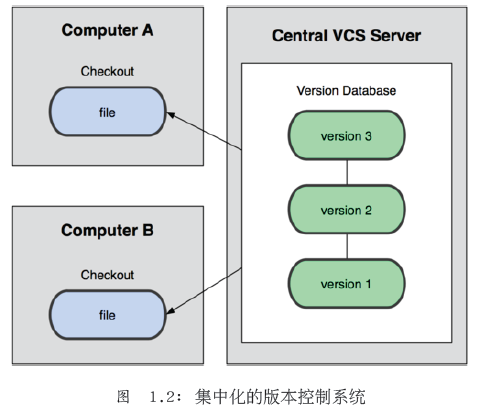 Computer A
Checkout
file
Computer B
Checkout
file
Central VCS Server
Version Database
version 3
version 2
version 1
图 1.2: 集中化的版本控制系统